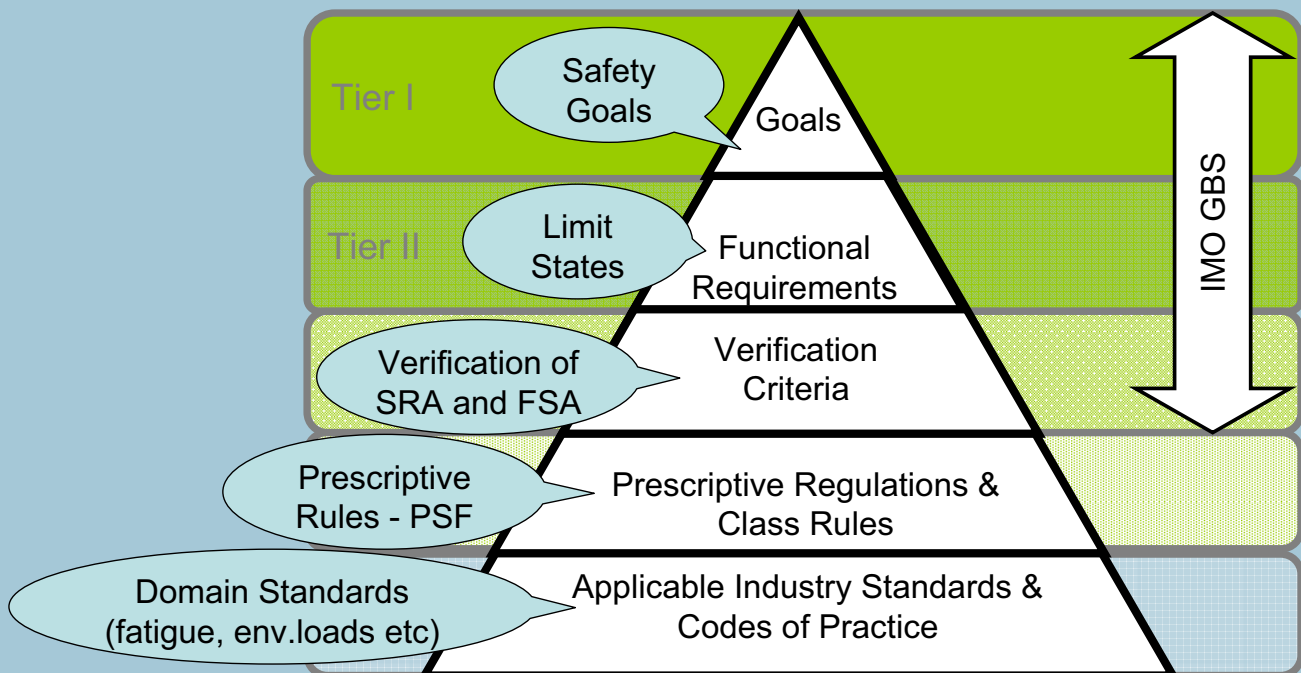 Tier I
Safety
Goals
Goals
Tier II
Limit
States
Functional
Requirements
IMO GBS
Verification of
SRA and FSA
Verification
Criteria
Prescriptive
Rules - PSF
Prescriptive Regulations &
Class Rules
Domain Standards
(fatigue, env.loads etc)
Applicable Industry Standards &
Codes of Practice